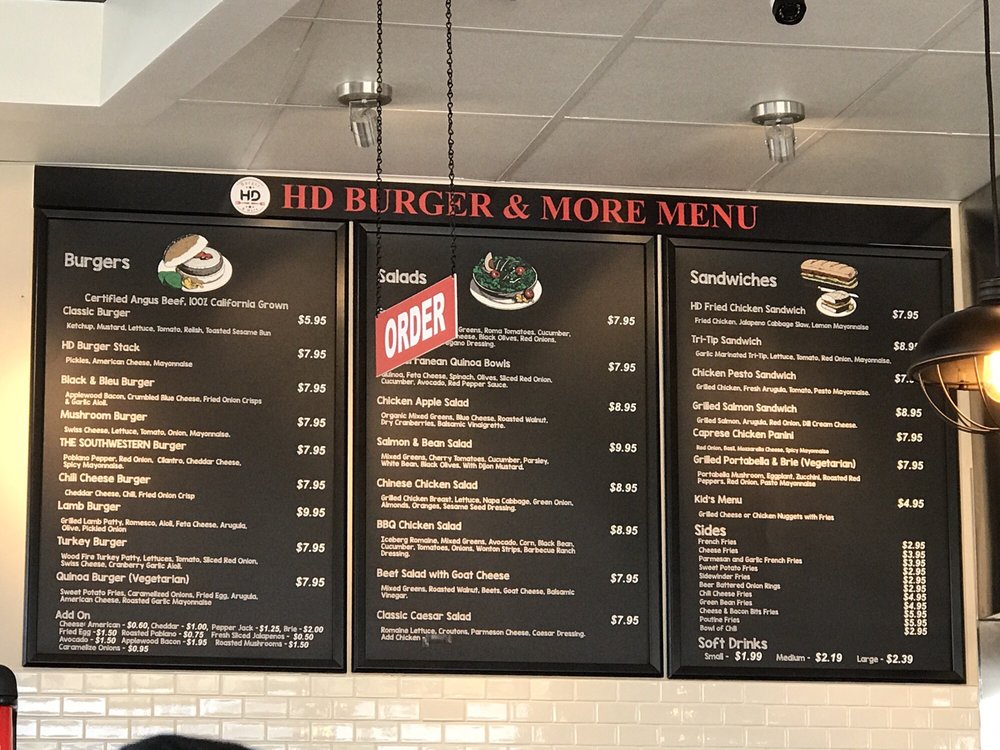 HD
HD BURGER & MORE MENU
Burgers
Certified Angus Beef, 100% California Grown
Classic Burger $5.95
Ketchup, Mustard, Lettuce, Tomato, Relish, Toasted Sesame Bun
HD Burger Stack $7.95
Pickles, American Cheese, Mayonnaise
Black & Bleu Burger $7.95
Applewood Bacon, Crumbled Blue Cheese, Fried Onion Crisps
& Garlic Aioli.
Mushroom Burger $7.95
Swiss Cheese, Lettuce, Tomato, Onion, Mayonnaise.
THE SOUTHWESTERN Burger $7.95
Poblano Pepper, Red Onion, Cilantro, Cheddar Cheese,
Spicy Mayonnaise.
Chili Cheese Burger $7.95
Cheddar Cheese, Chili, Fried Onion Crisp
Lamb Burger $9.95
Grilled Lamb Patty, Romesco, Aioli, Feta Cheese, Arugula,
Olive, Pickled Onion
Turkey Burger $7.95
Wood Fire Turkey Patty, Lettuces, Tomato, Sliced Red Onion,
Swiss Cheese, Cranberry Garlic Aioli.
Quinoa Burger (Vegetarian) $7.95
Sweet Potato Fries, Caramelized Onions, Fried Egg, Arugula,
American Cheese, Roasted Garlic Mayonnaise
Add On
Cheese: American - $0.60, Cheddar - $1.00, Pepper Jack - $1.25, Brie - $2.00
Fried Egg - $1.50 Roasted Poblano - $0.75 Fresh Sliced Jalapenos - $0.50
Avocado - $1.50 Applewood Bacon - $1.95 Roasted Mushrooms - $1.50
Caramelize Onions - $0.95
Salads
ORDER
$7.95
Greens, Roma Tomatoes, Cucumber,
Cheese, Black Olives, Red Onions,
Dressing.
Quinoa Bowls $7.95
Quinoa, Feta Cheese, Spinach, Olives, Sliced Red Onion,
Cucumber, Avocado, Red Pepper Sauce.
Chicken Apple Salad $8.95
Organic Mixed Greens, Blue Cheese, Roasted Walnut,
Dry Cranberries, Balsamic Vinaigrette.
Salmon & Bean Salad $9.95
Mixed Greens, Cherry Tomatoes, Cucumber, Parsley,
White Bean, Black Olives, With Dijon Mustard.
Chinese Chicken Salad $8.95
Grilled Chicken Breast, Lettuce, Napa Cabbage, Green Onion,
Almonds, Oranges, Sesame Seed Dressing.
BBQ Chicken Salad $8.95
Iceberg Romaine, Mixed Greens, Avocado, Corn, Black Bean,
Cucumber, Tomatoes, Onions, Wonton Strips, Barbecue Ranch
Dressing.
Beet Salad with Goat Cheese $7.95
Mixed Greens, Roasted Walnut, Beets, Goat Cheese, Balsamic
Vinegar.
Classic Caesar Salad $7.95
Romaine Lettuce, Croutons, Parmeson Cheese, Caesar Dressing.
Add Chicken
Sandwiches
HD Fried Chicken Sandwich $7.95
Fried Chicken, Jalapeno Cabbage Slaw, Lemon Mayonnaise
Tri-Tip Sandwich
Garlic Marinated Tri-Tip, Lettuce, Tomato, Red Onion, Mayonnaise.
Chicken Pesto Sandwich
Grilled Chicken, Fresh Arugula, Tomato, Pesto Mayonnaise.
Grilled Salmon Sandwich $8.95
Grilled Salmon, Arugula, Red Onion, Dill Cream Cheese.
Caprese Chicken Panini $7.95
Red Onion, Basil, Mozzarella Cheese, Spicy Mayonnaise
Grilled Portabella & Brie (Vegetarian) $7.95
Portabella Mushroom, Eggplant, Zucchini, Roasted Red
Peppers, Red Onion, Pasto Mayonnaise
Kid's Menu $4.95
Grilled Cheese or Chicken Nuggets with Fries
Sides
French Fries $2.95
Cheese Fries $3.95
Parmesan and Garlic French Fries $3.95
Sweet Potato Fries $2.95
Sidewinder Fries $2.95
Beer Battered Onion Rings $2.95
Chili Cheese Fries $4.95
Green Bean Fries $4.95
Cheese & Bacon Bits Fries $5.95
Poutine Fries $5.95
Bowl of Chili $2.95
Soft Drinks
Small - $1.99 Medium - $2.19 Large - $2.39